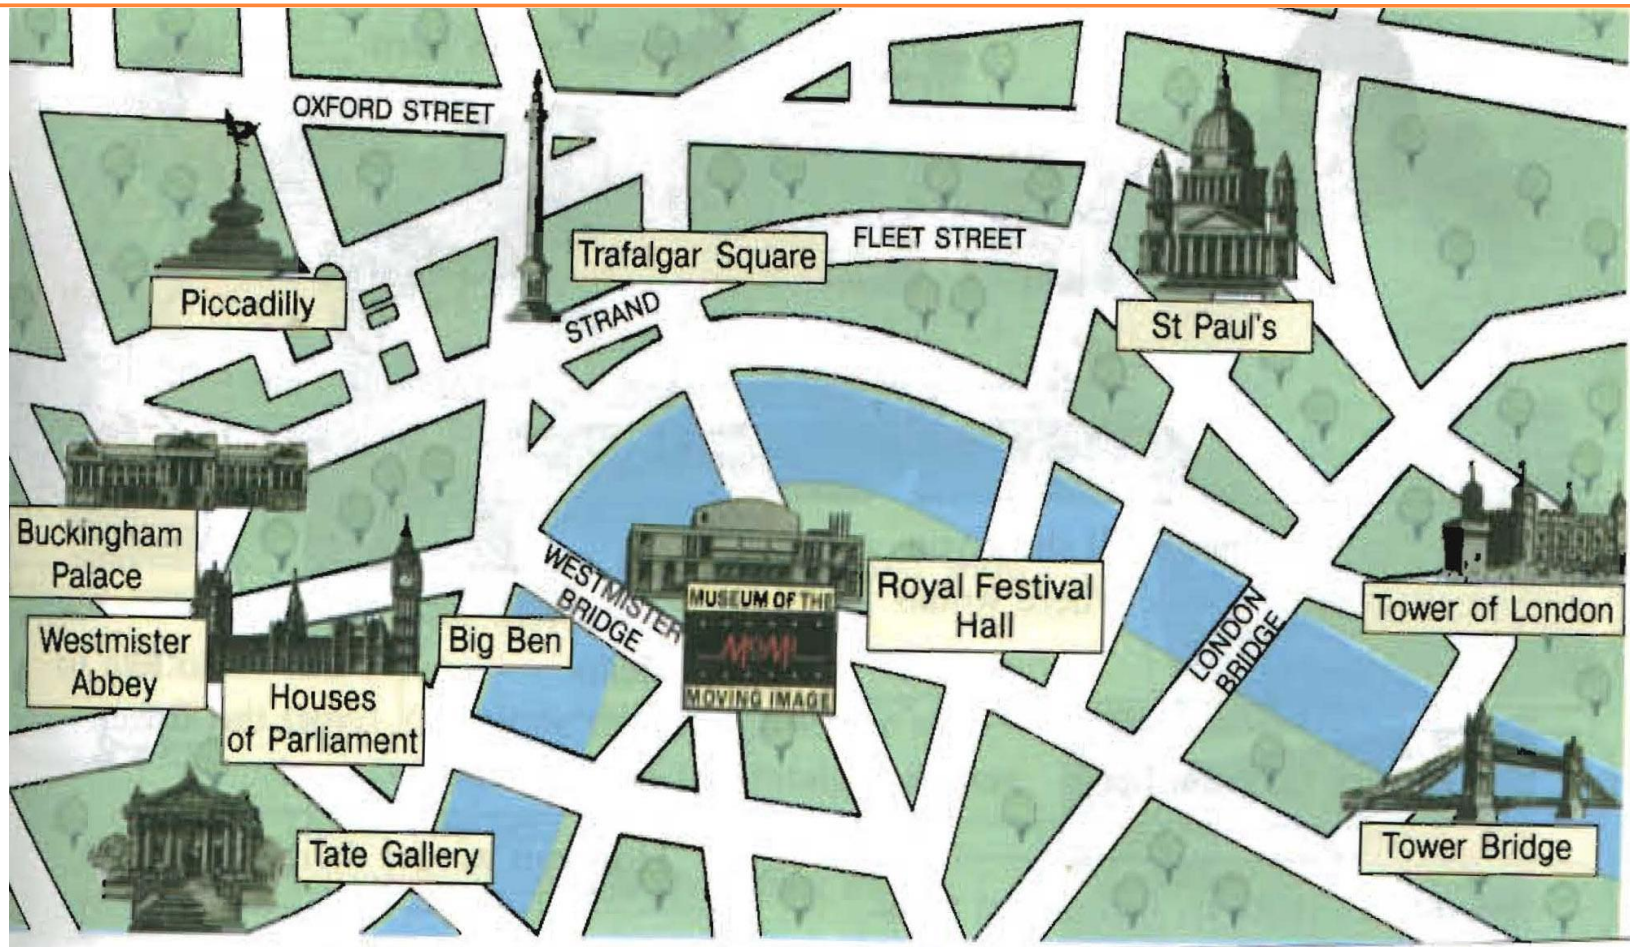 OXFORD STREET
Trafalgar Square
FLEET STREET
Piccadilly
STRAND
St Paul's
Buckingham
Palace
WESTMISTER
BRIDGE
MUSEUM OF THE
MOMI
MOVING IMAGE
Royal Festival
Hall
LONDON
BRIDGE
Tower of London
Westmister
Abbey
Big Ben
Houses
of Parliament
Tate Gallery
Tower Bridge